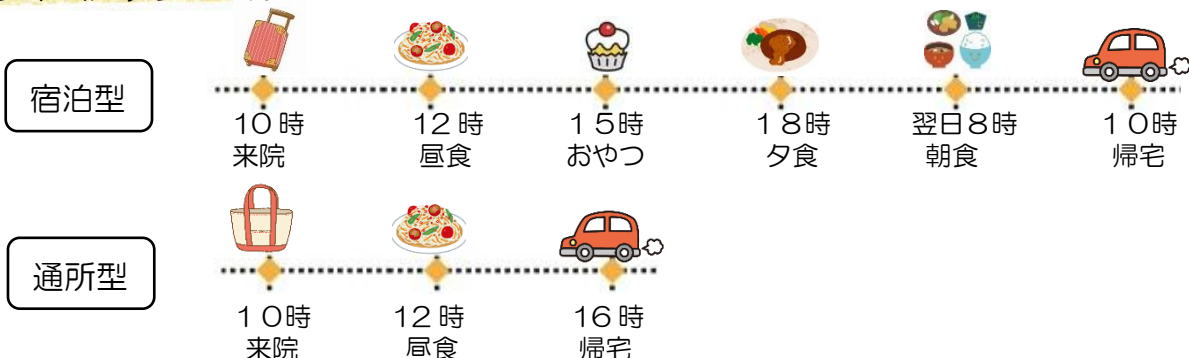 宿泊型
10時 12時 15時 18時 翌日8時 10時
来院 昼食 おやつ 夕食 朝食 帰宅
通所型
10時 12時 16時
来院 昼食 帰宅